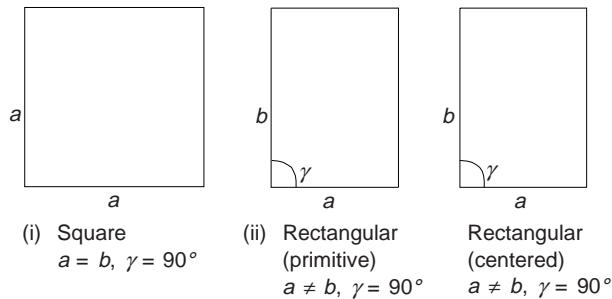 a
a
b
γ
a
b
γ
a
(i) Square
a = b, γ = 90°
(ii) Rectangular
(primitive)
a ≠ b, γ = 90°
Rectangular
(centered)
a ≠ b, γ = 90°